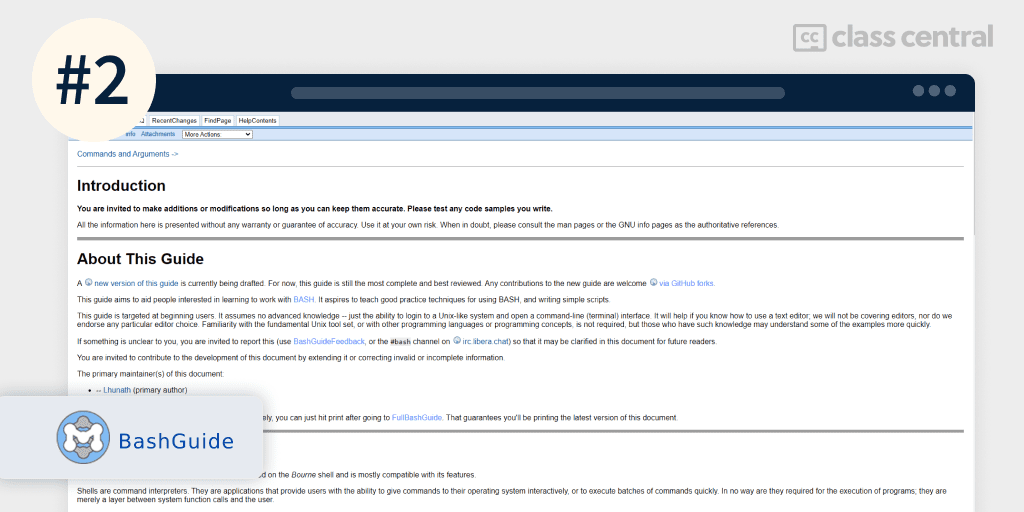 #2
cc class central
RecentChanges FindPage HelpContents
Info Attachments More Actions:
Commands and Arguments ->
Introduction
You are invited to make additions or modifications so long as you can keep them accurate. Please test any code samples you write.
All the information here is presented without any warranty or guarantee of accuracy. Use it at your own risk. When in doubt, please consult the man pages or the GNU info pages as the authoritative references.
About This Guide
A new version of this guide is currently being drafted. For now, this guide is still the most complete and best reviewed. Any contributions to the new guide are welcome via GitHub forks.
This guide aims to aid people interested in learning to work with BASH. It aspires to teach good practice techniques for using BASH, and writing simple scripts.
This guide is targeted at beginning users. It assumes no advanced knowledge -- just the ability to login to a Unix-like system and open a command-line (terminal) interface. It will help if you know how to use a text editor; we will not be covering editors, nor do we
endorse any particular editor choice. Familiarity with the fundamental Unix tool set, or with other programming languages or programming concepts, is not required, but those who have such knowledge may understand some of the examples more quickly.
If something is unclear to you, you are invited to report this (use BashGuideFeedback, or the #bash channel on irc.libera.chat) so that it may be clarified in this document for future readers.
You are invited to contribute to the development of this document by extending it or correcting invalid or incomplete information.
The primary maintainer(s) of this document:
• -- Lhunath (primary author)
ely, you can just hit print after going to FullBashGuide. That guarantees you'll be printing the latest version of this document.
BashGuide
d on the Bourne shell and is mostly compatible with its features.
Shells are command interpreters. They are applications that provide users with the ability to give commands to their operating system interactively, or to execute batches of commands quickly. In no way are they required for the execution of programs; they are
merely a layer between system function calls and the user.